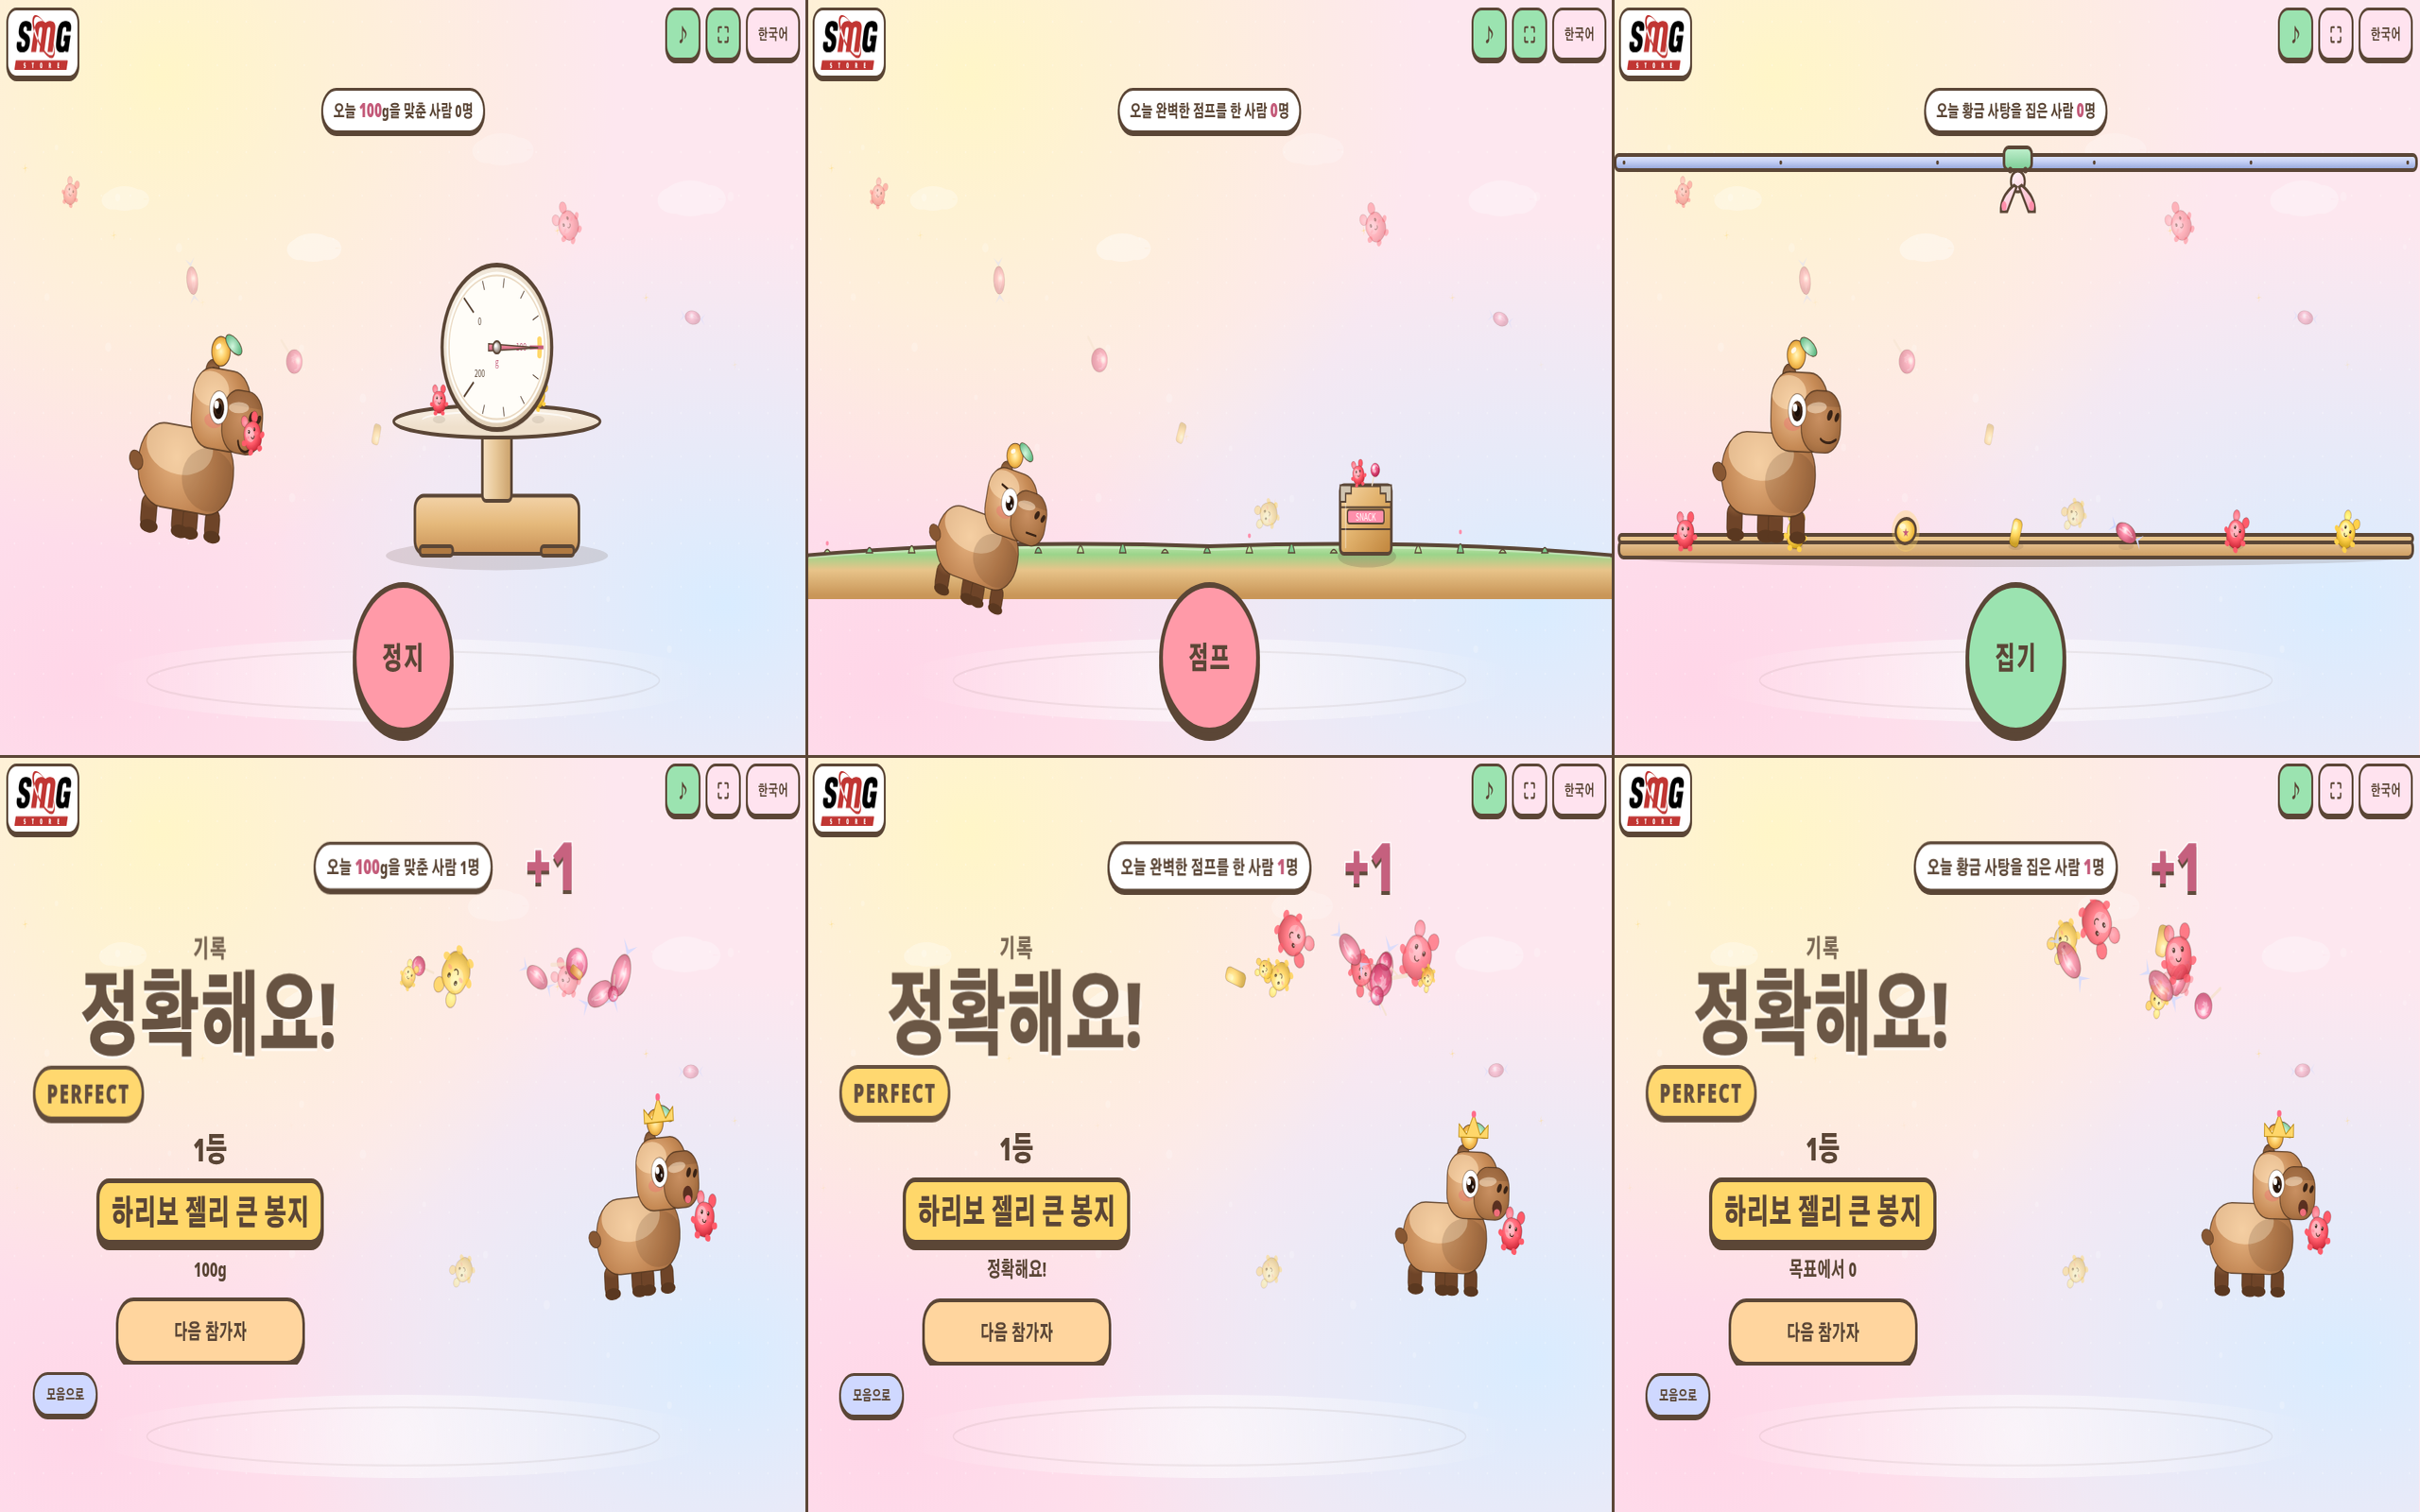 SMG
STORE
♪
한국어
오늘 100g을 맞춘 사람 0명
0
100
g
200
정지
SMG
STORE
♪
한국어
오늘 완벽한 점프를 한 사람 0명
SNACK
점프
SMG
STORE
♪
한국어
오늘 황금 사탕을 집은 사람 0명
집기
SMG
STORE
♪
한국어
오늘 100g을 맞춘 사람 1명
+1
기록
정확해요!
PERFECT
1등
하리보 젤리 큰 봉지
100g
다음 참가자
모음으로
SMG
STORE
♪
한국어
오늘 완벽한 점프를 한 사람 1명
+1
기록
정확해요!
PERFECT
1등
하리보 젤리 큰 봉지
정확해요!
다음 참가자
모음으로
SMG
STORE
♪
한국어
오늘 황금 사탕을 집은 사람 1명
+1
기록
정확해요!
PERFECT
1등
하리보 젤리 큰 봉지
목표에서 0
다음 참가자
모음으로